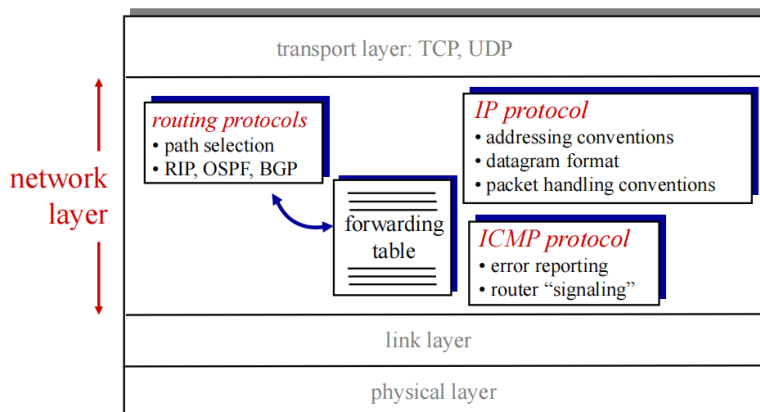 transport layer: TCP, UDP
network
layer
routing protocols
• path selection
• RIP, OSPF, BGP
forwarding
table
IP protocol
• addressing conventions
• datagram format
• packet handling conventions
ICMP protocol
• error reporting
• router “signaling”
link layer
physical layer